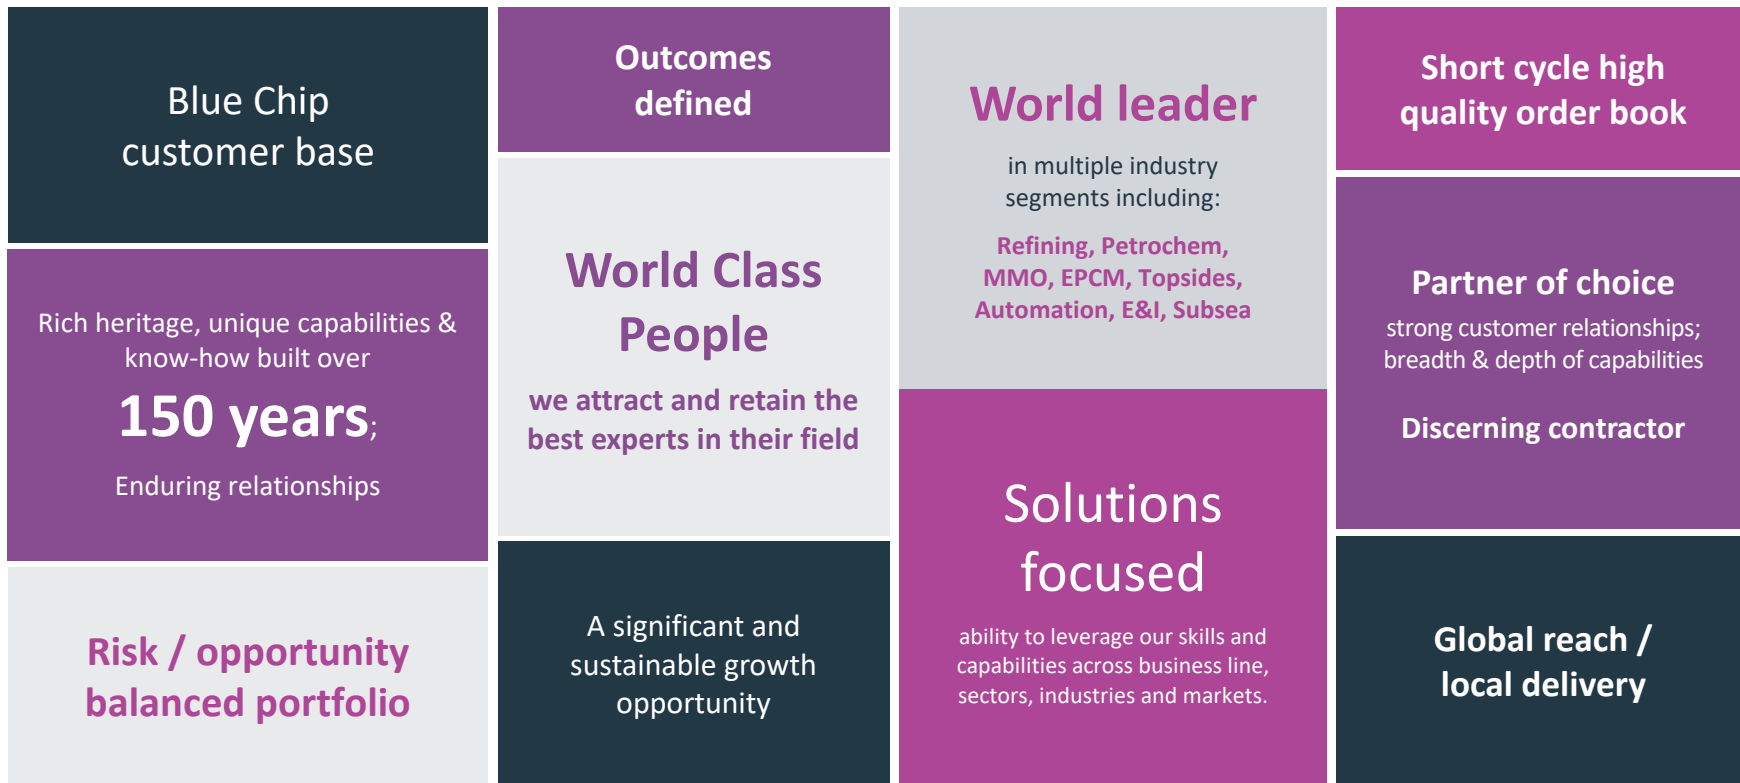 Blue Chip
customer base
Rich heritage, unique capabilities &
know-how built over
150 years;
Enduring relationships
Risk / opportunity
balanced portfolio
Outcomes
defined
World Class
People
we attract and retain the
best experts in their field
A significant and
sustainable growth
opportunity
World leader
in multiple industry
segments including:
Refining, Petrochem,
MMO, EPCM, Topsides,
Automation, E&I, Subsea
Solutions
focused
ability to leverage our skills and
capabilities across business line,
sectors, industries and markets.
Short cycle high
quality order book
Partner of choice
strong customer relationships;
breadth & depth of capabilities
Discerning contractor
Global reach /
local delivery